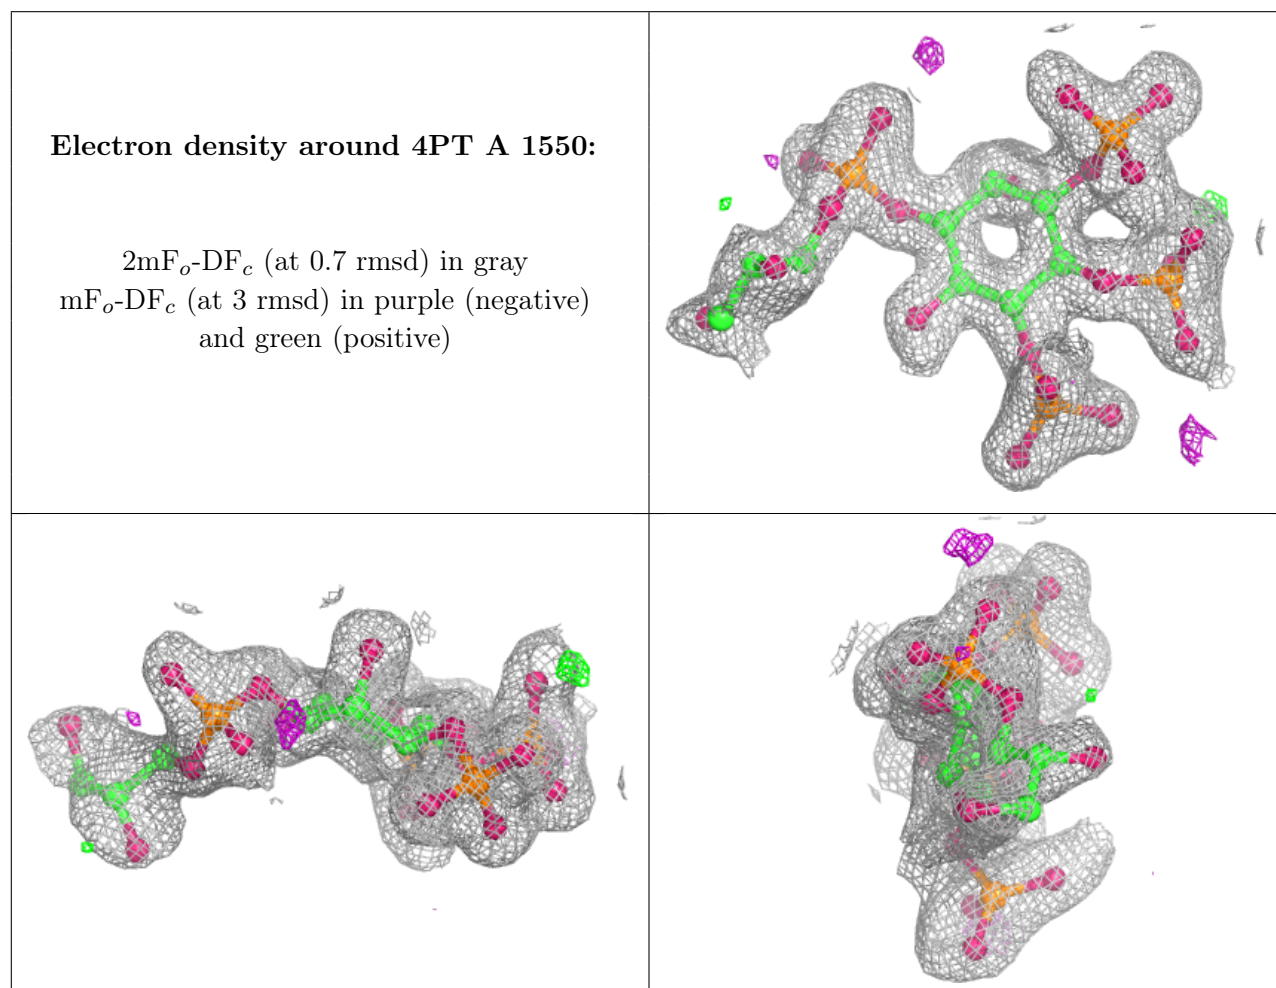 Electron density around 4PT A 1550:
2mFo-DFc (at 0.7 rmsd) in gray
mFo-DFc (at 3 rmsd) in purple (negative)
and green (positive)